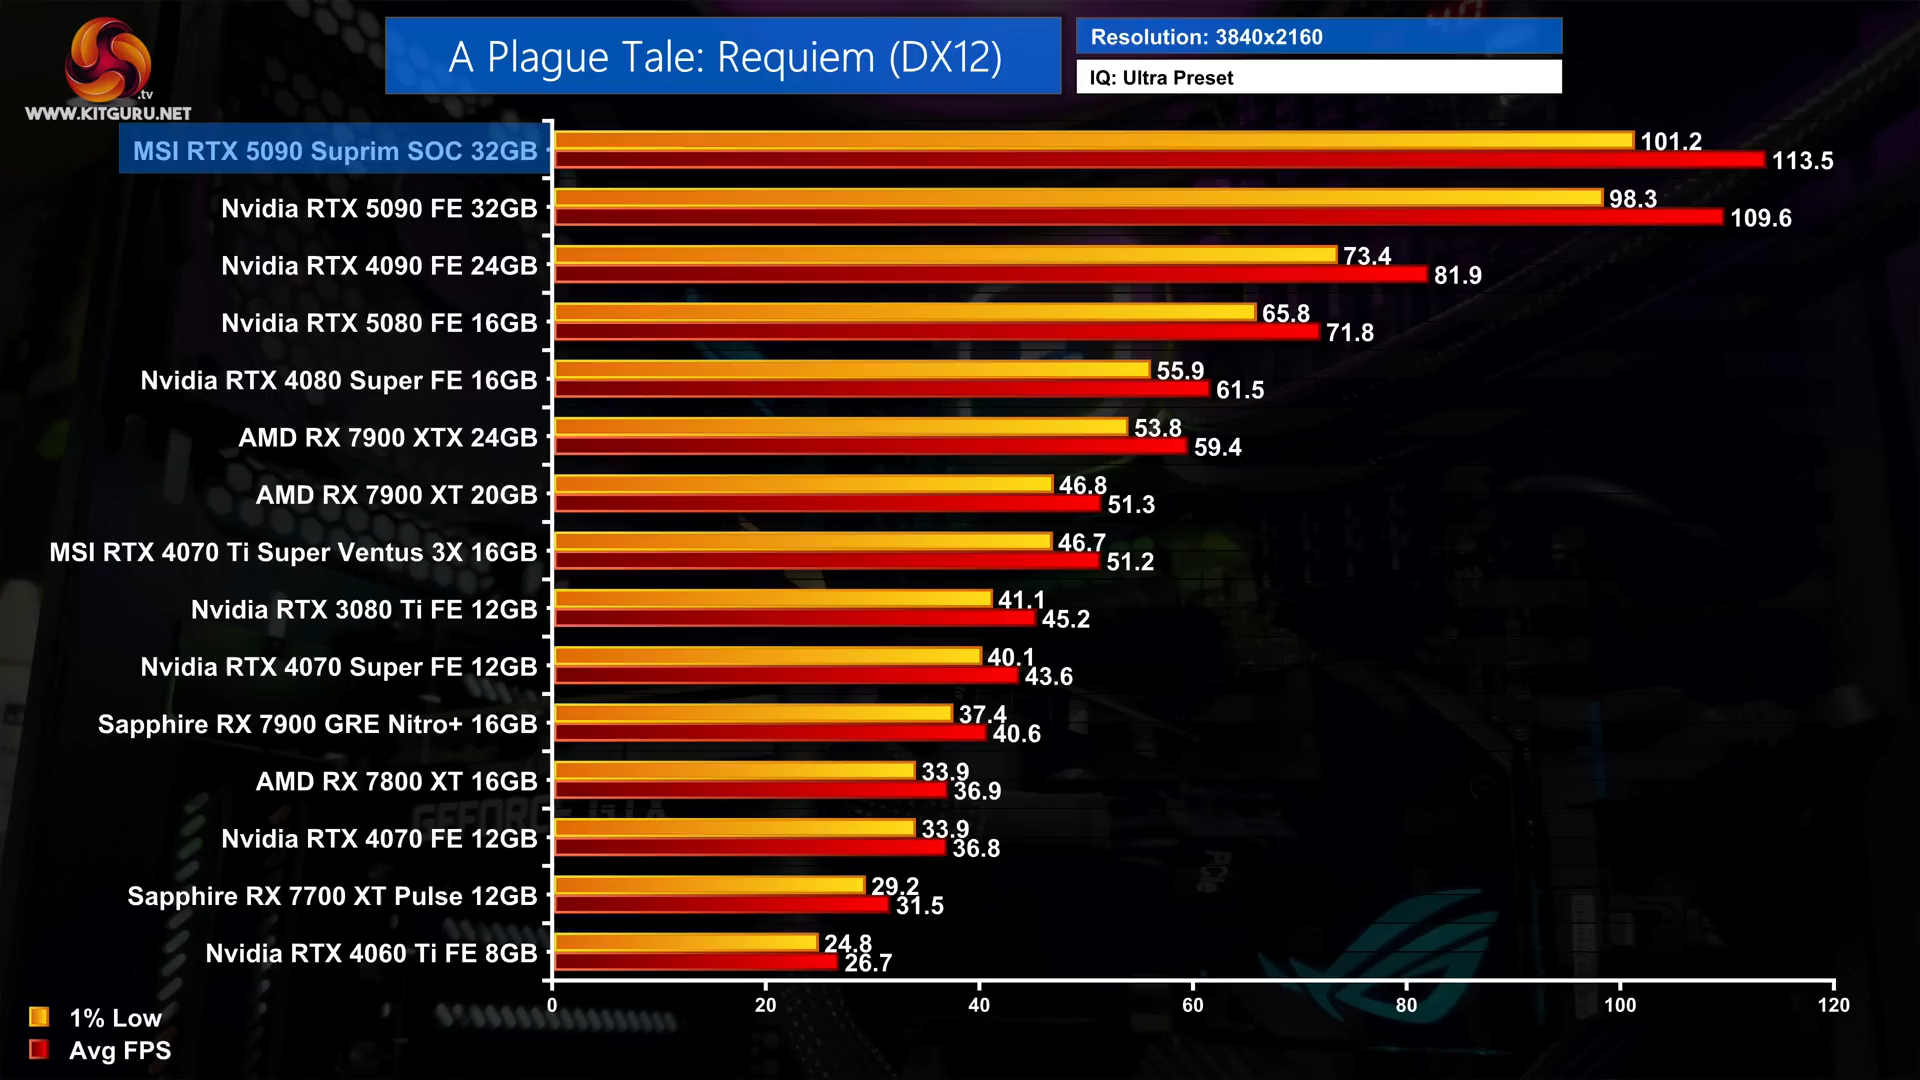 .tv
WWW.KITGURU.NET
A Plague Tale: Requiem (DX12)
Resolution: 3840x2160
IQ: Ultra Preset
MSI RTX 5090 Suprim SOC 32GB
101.2
113.5
Nvidia RTX 5090 FE 32GB
98.3
109.6
Nvidia RTX 4090 FE 24GB
73.4
81.9
Nvidia RTX 5080 FE 16GB
65.8
71.8
Nvidia RTX 4080 Super FE 16GB
55.9
61.5
AMD RX 7900 XTX 24GB
53.8
59.4
AMD RX 7900 XT 20GB
46.8
51.3
MSI RTX 4070 Ti Super Ventus 3X 16GB
46.7
51.2
Nvidia RTX 3080 Ti FE 12GB
41.1
45.2
Nvidia RTX 4070 Super FE 12GB
40.1
43.6
Sapphire RX 7900 GRE Nitro+ 16GB
37.4
40.6
AMD RX 7800 XT 16GB
33.9
36.9
GEFORCE GTX
Nvidia RTX 4070 FE 12GB
33.9
36.8
PCIe
Sapphire RX 7700 XT Pulse 12GB
29.2
31.5
Nvidia RTX 4060 Ti FE 8GB
24.8
26.7
0 20 40 60 80 100 120
1% Low
Avg FPS